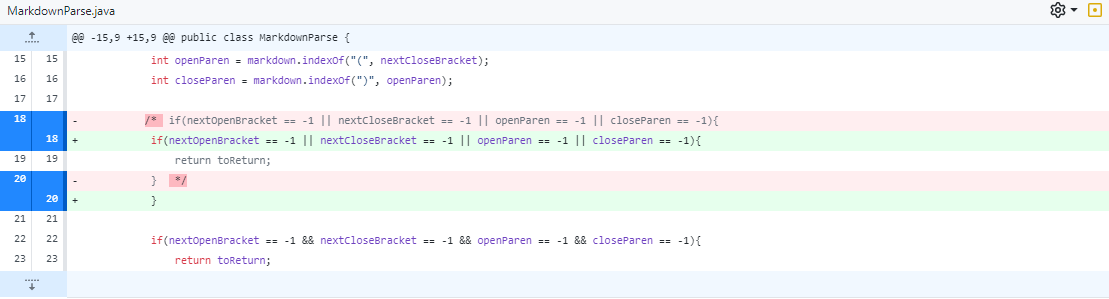 MarkdownParse.java
@@ -15,9 +15,9 @@ public class MarkdownParse {
15 15 int openParen = markdown.indexOf("(", nextCloseBracket);
16 16 int closeParen = markdown.indexOf(")", openParen);
17 17
18 - /* if(nextOpenBracket == -1 || nextCloseBracket == -1 || openParen == -1 || closeParen == -1){
18 + if(nextOpenBracket == -1 || nextCloseBracket == -1 || openParen == -1 || closeParen == -1){
19 19 return toReturn;
20 - } */
20 + }
21 21
22 22 if(nextOpenBracket == -1 && nextCloseBracket == -1 && openParen == -1 && closeParen == -1){
23 23 return toReturn;